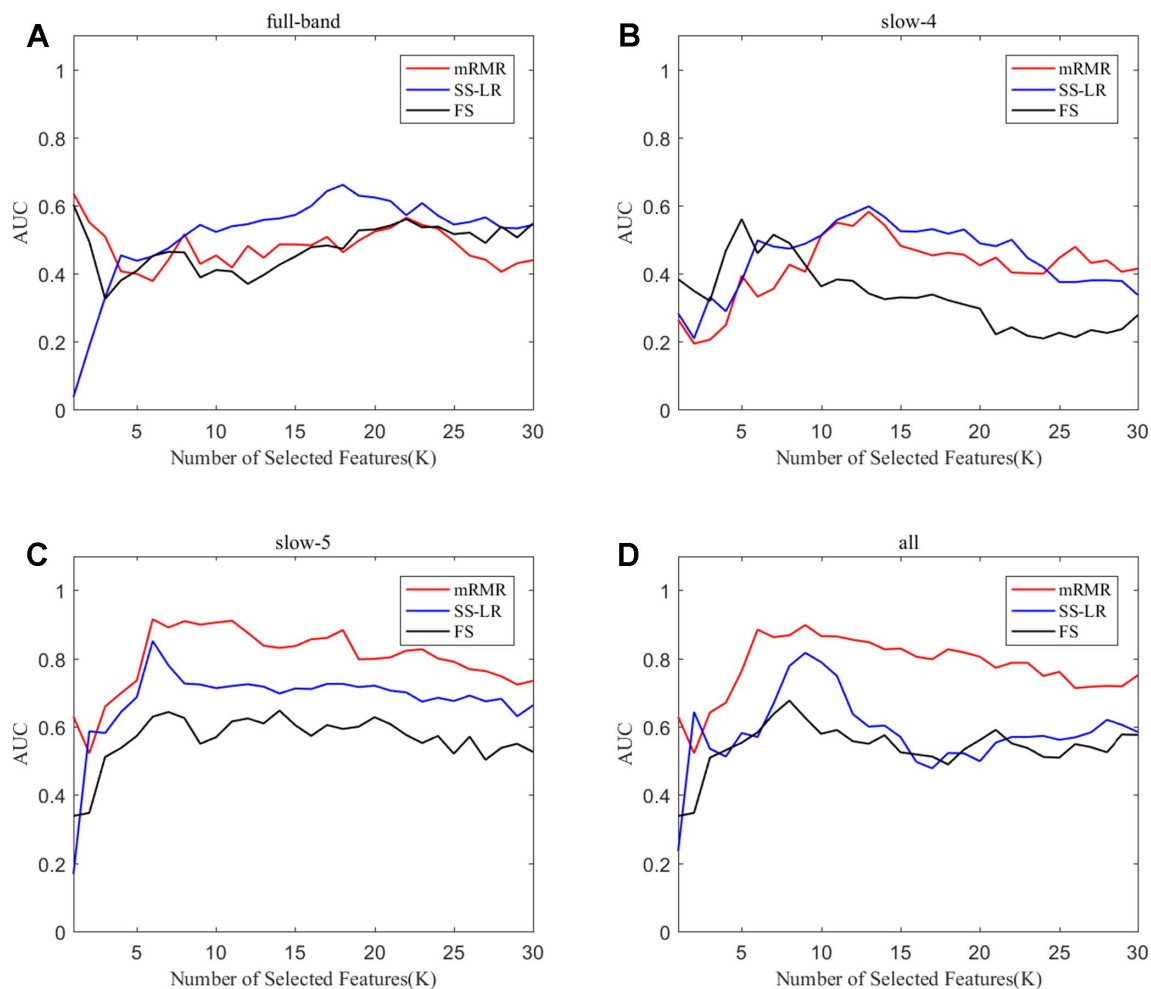 A
full-band
mRMR
SS-LR
FS
1
0.8
0.6
0.4
0.2
0
AUC
5 10 15 20 25 30
Number of Selected Features(K)
B
slow-4
mRMR
SS-LR
FS
1
0.8
0.6
0.4
0.2
0
AUC
5 10 15 20 25 30
Number of Selected Features(K)
C
slow-5
mRMR
SS-LR
FS
1
0.8
0.6
0.4
0.2
0
AUC
5 10 15 20 25 30
Number of Selected Features(K)
D
all
mRMR
SS-LR
FS
1
0.8
0.6
0.4
0.2
0
AUC
5 10 15 20 25 30
Number of Selected Features(K)